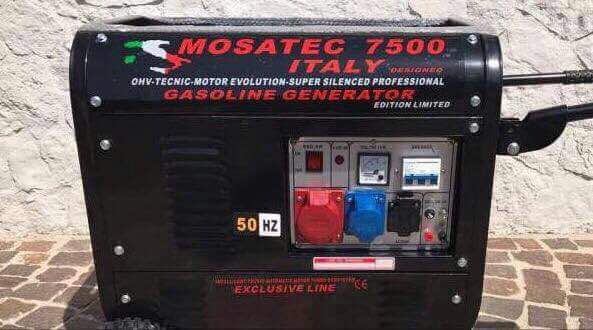 MOSATEC 7500
ITALY DESIGNED
OHV-TECNIC-MOTOR EVOLUTION-SUPER SILENCED PROFESSIONAL
GASOLINE GENERATOR
EDITION LIMITED
BREAKER
50 HZ
EXCLUSIVE LINE CE